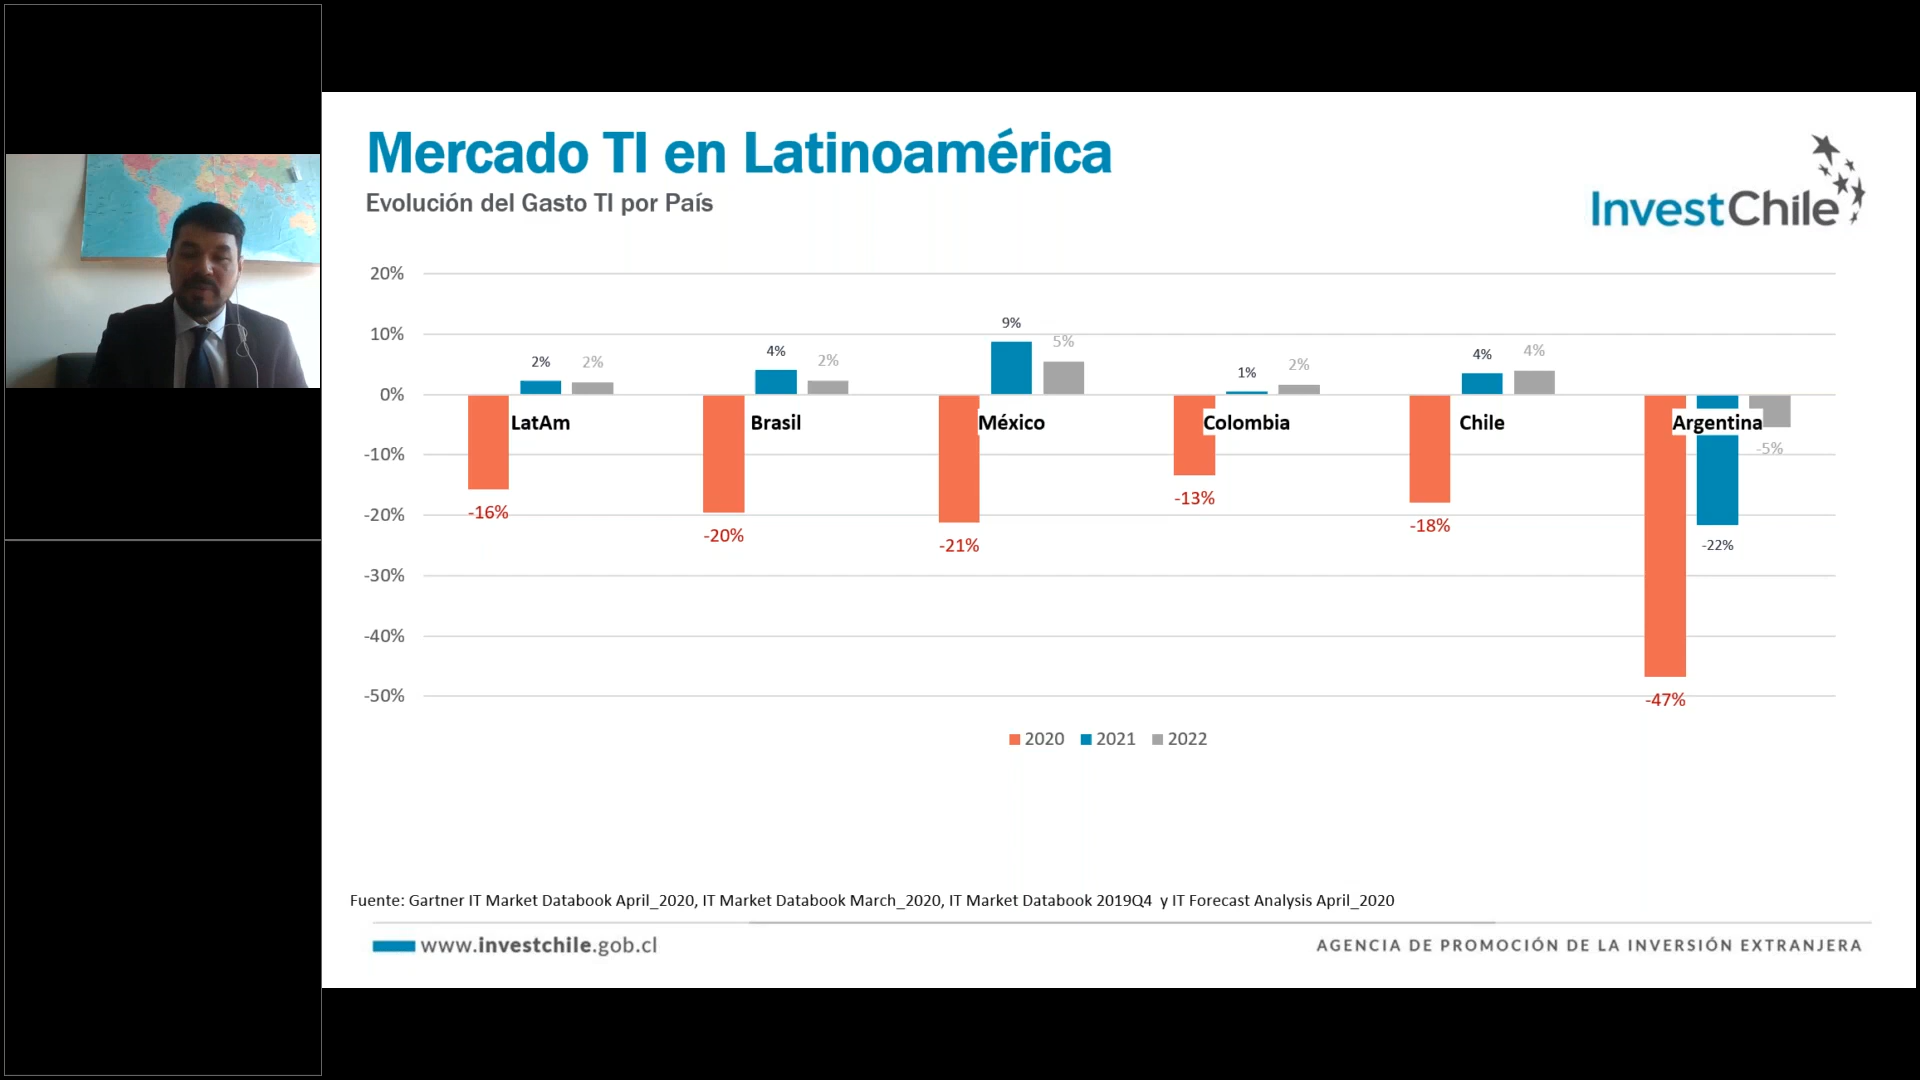 Mercado TI en Latinoamérica
Evolución del Gasto TI por País
InvestChile
20%
10%
0%
-10%
-20%
-30%
-40%
-50%
2% 2%
4% 2%
9% 5%
1% 2%
4% 4%
LatAm Brasil México Colombia Chile Argentina
-16%
-20%
-21%
-13%
-18%
-47%
-22%
-5%
2020 2021 2022
Fuente: Gartner IT Market Databook April_2020, IT Market Databook March_2020, IT Market Databook 2019Q4 y IT Forecast Analysis April_2020
www.investchile.gob.cl
AGENCIA DE PROMOCIÓN DE LA INVERSIÓN EXTRANJERA